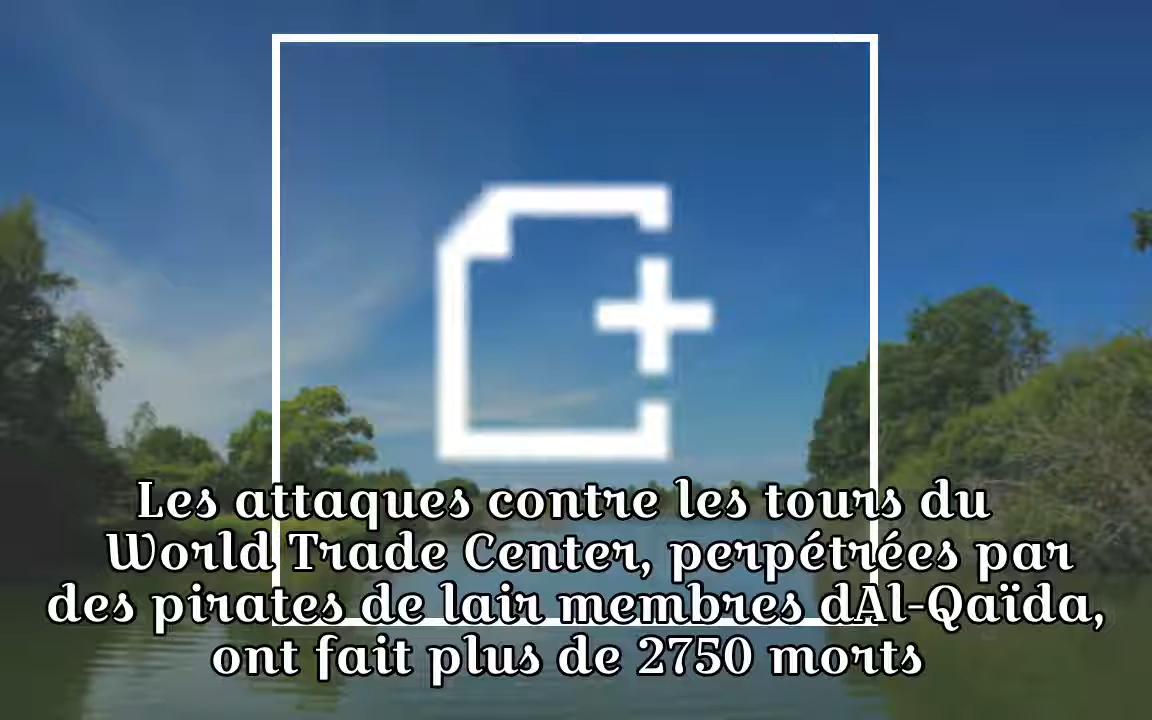 Les attaques contre les tours du
World Trade Center, perpétrées par
des pirates de lair membres dAl-Qaïda,
ont fait plus de 2750 morts